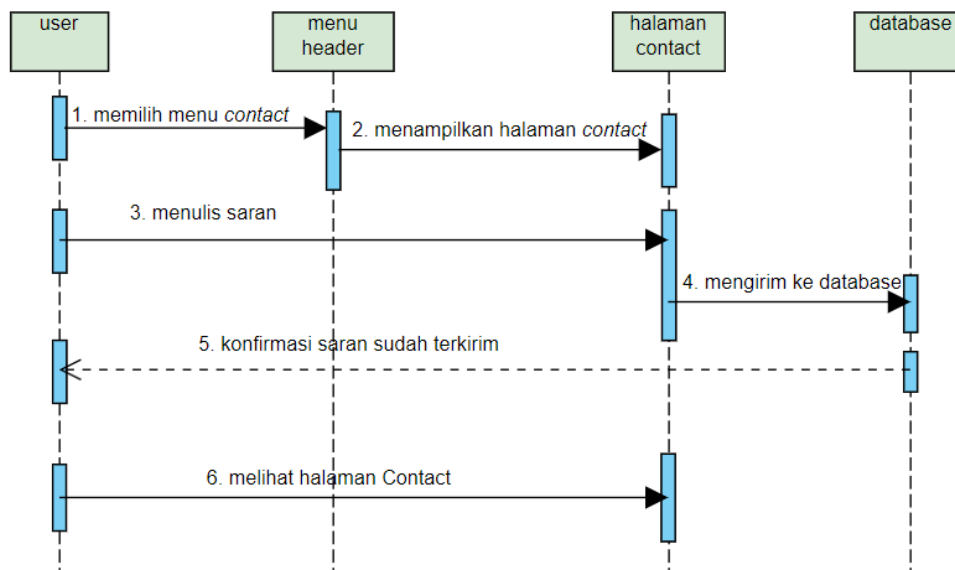 user
menu
header
halaman
contact
database
1. memilih menu contact
2. menampilkan halaman contact
3. menulis saran
4. mengirim ke database
5. konfirmasi saran sudah terkirim
6. melihat halaman Contact